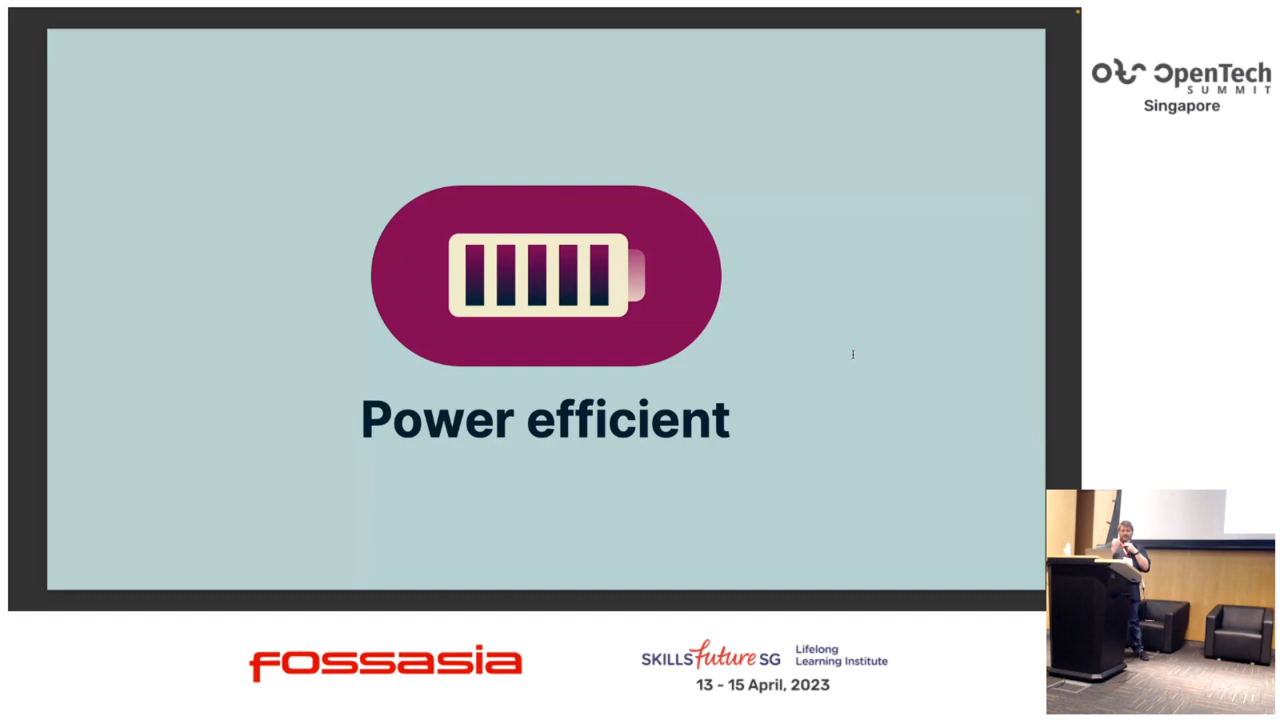 Power efficient
OpenTech
SUMMIT
Singapore
fossasia
SKILLSfuture SG
Lifelong
Learning Institute
13 - 15 April, 2023